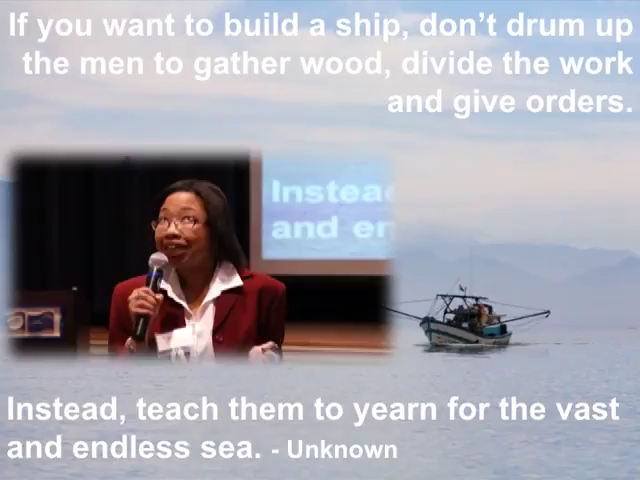 If you want to build a ship, don’t drum up
the men to gather wood, divide the work
and give orders.
Instead
and en
Instead, teach them to yearn for the vast
and endless sea. - Unknown